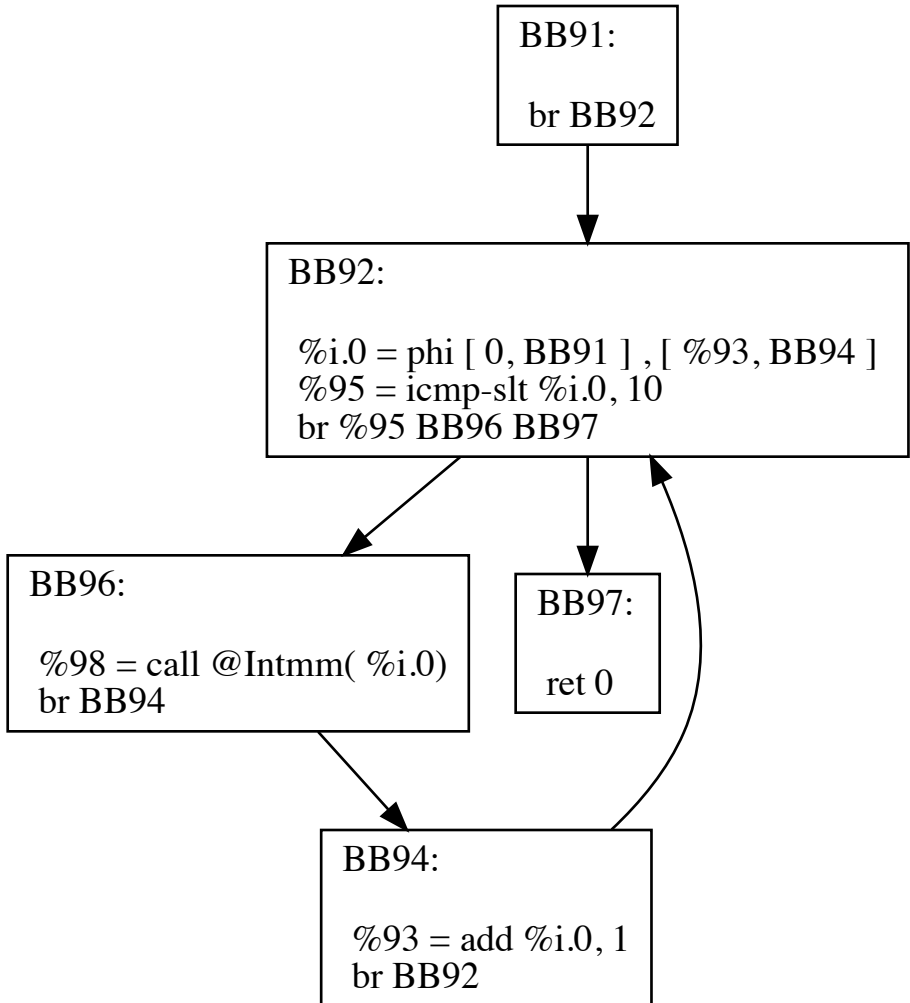 BB91:
br BB92
BB92:
%i.0 = phi [ 0, BB91 ] , [ %93, BB94 ]
%95 = icmp-slt %i.0, 10
br %95 BB96 BB97
BB96:
%98 = call @Intmm( %i.0)
br BB94
BB97:
ret 0
BB94:
%93 = add %i.0, 1
br BB92